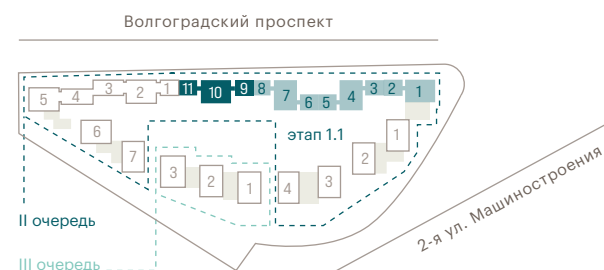 Волгоградский проспект
5 4 3 2 1 11 10 9 8 7 6 5 4 3 2 1
6 7 этап 1.1 1
3 2 1 4 3 2
II очередь
2-я ул. Машиностроения
III очередь